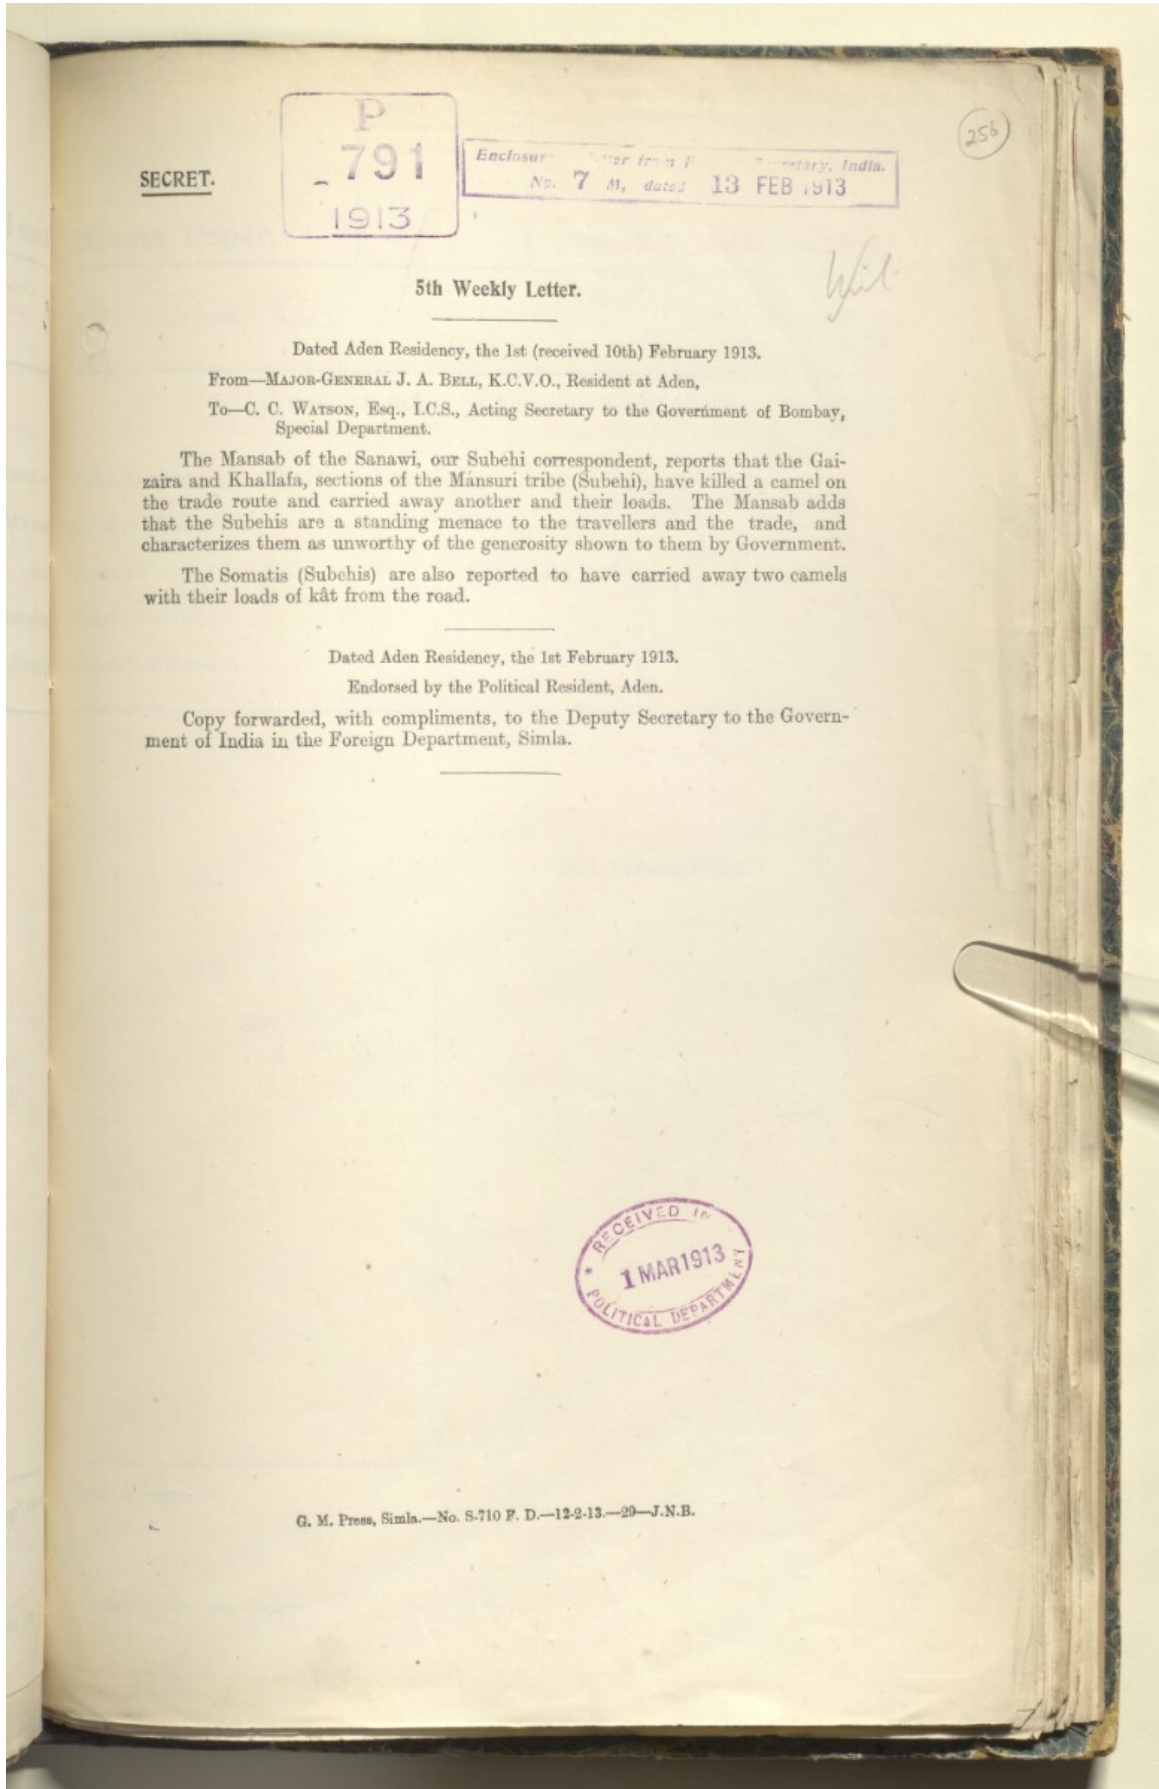 256
P
791
1913
Enclosur from India.
No. 7 M, dated 13 FEB 1913
SECRET.
5th Weekly Letter.
Dated Aden Residency, the 1st (received 10th) February 1913.
From—MAJOR-GENERAL J. A. BELL, K.C.V.O., Resident at Aden,
To—C. C. WATSON, Esq., I.C.S., Acting Secretary to the Government of Bombay,
Special Department.
The Mansab of the Sanawi, our Subehi correspondent, reports that the Gai-
zaira and Khallafa, sections of the Mansuri tribe (Subehi), have killed a camel on
the trade route and carried away another and their loads. The Mansab adds
that the Subehis are a standing menace to the travellers and the trade, and
characterizes them as unworthy of the generosity shown to them by Government.
The Somatis (Subehis) are also reported to have carried away two camels
with their loads of kât from the road.
Dated Aden Residency, the 1st February 1913.
Endorsed by the Political Resident, Aden.
Copy forwarded, with compliments, to the Deputy Secretary to the Govern-
ment of India in the Foreign Department, Simla.
RECEIVED IN
1 MAR 1913
POLITICAL DEPARTMENT
G. M. Press, Simla.—No. S-710 F. D.—12-2-13.—29—J.N.B.